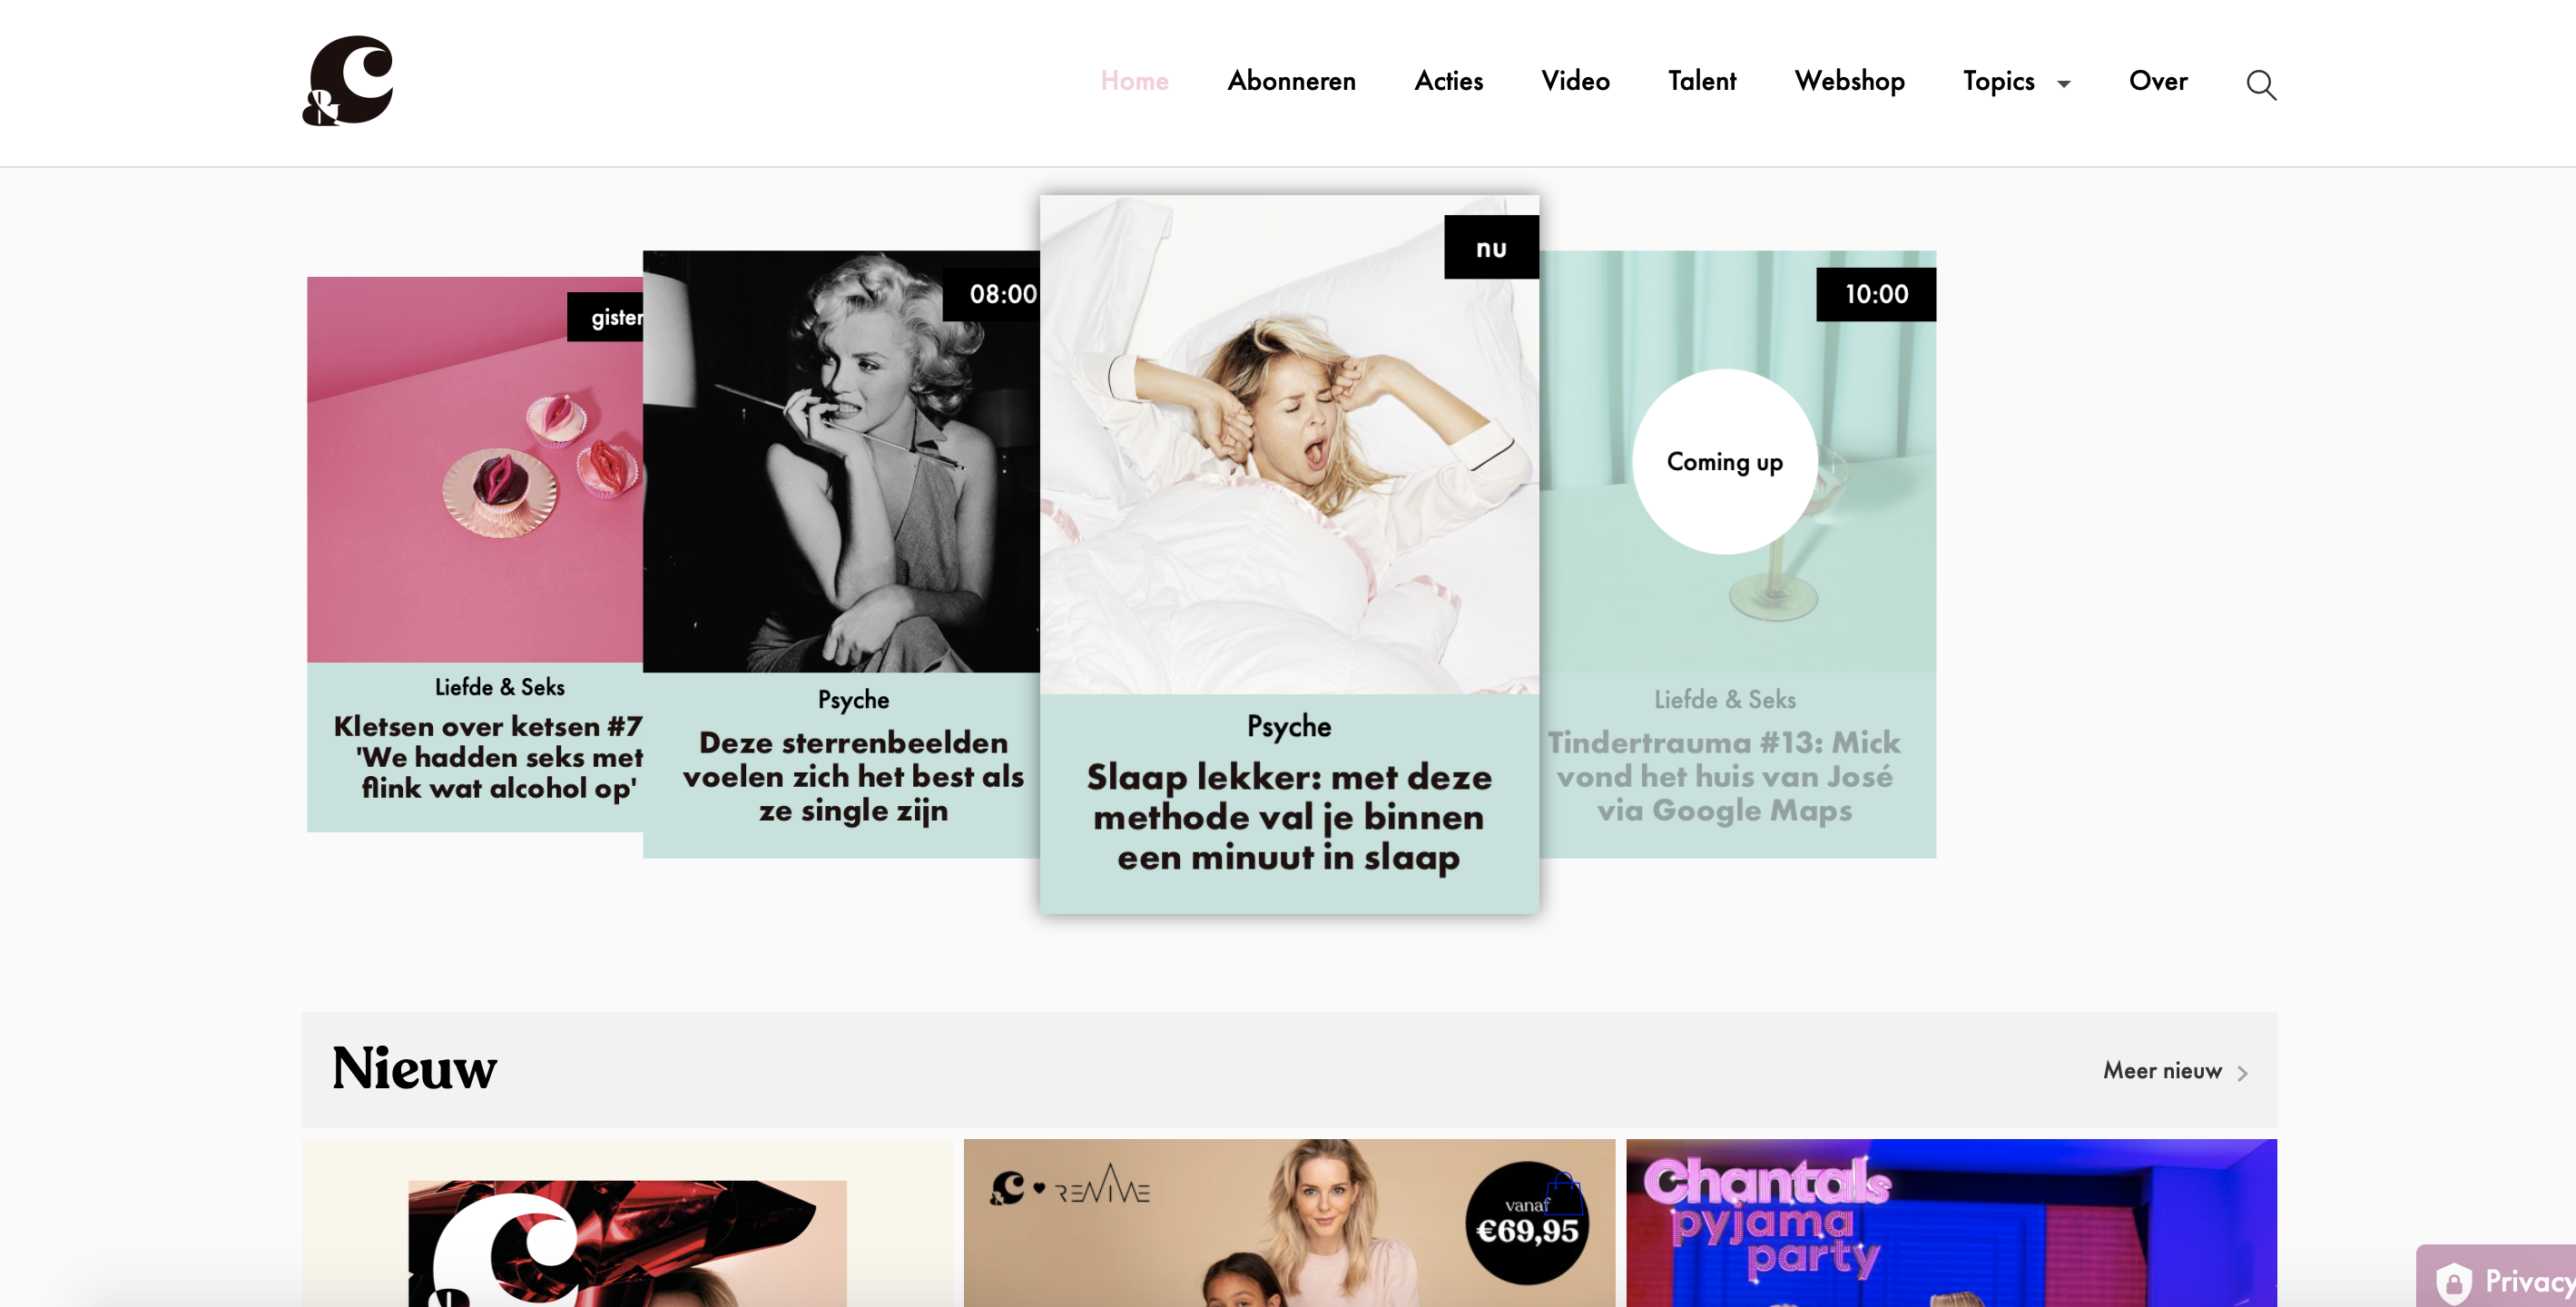 &C
Home Abonneren Acties Video Talent Webshop Topics Over
gister
Liefde & Seks
Kletsen over ketsen #7
'We hadden seks met
flink wat alcohol op'
08:00
Psyche
Deze sterrenbeelden
voelen zich het best als
ze single zijn
nu
Psyche
Slaap lekker: met deze
methode val je binnen
een minuut in slaap
10:00
Coming up
Liefde & Seks
Tindertrauma #13: Mick
vond het huis van José
via Google Maps
Nieuw
Meer nieuw
&C
&C
vanaf
€69,95
Chantals
pyjama
party
Privacy